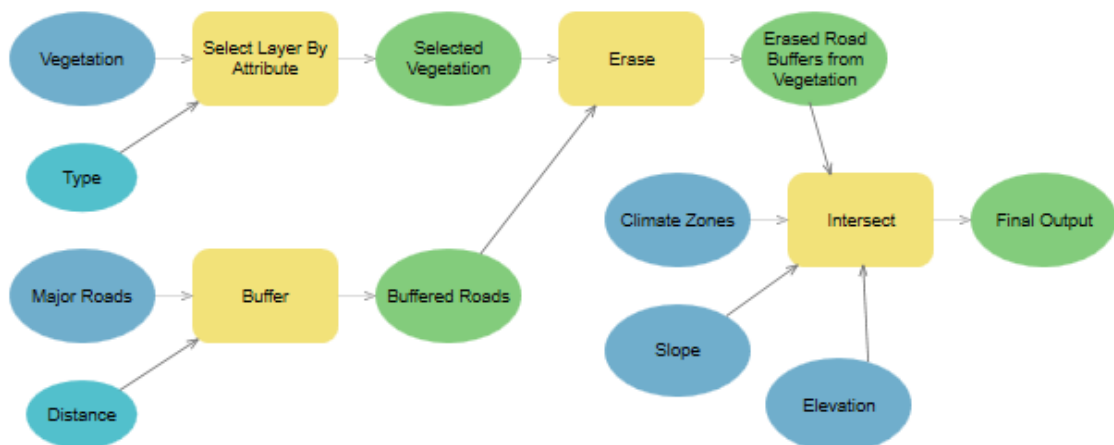 Vegetation
Select Layer By
Attribute
Selected
Vegetation
Erase
Erased Road
Buffers from
Vegetation
Type
Climate Zones
Intersect
Final Output
Major Roads
Buffer
Buffered Roads
Slope
Distance
Elevation